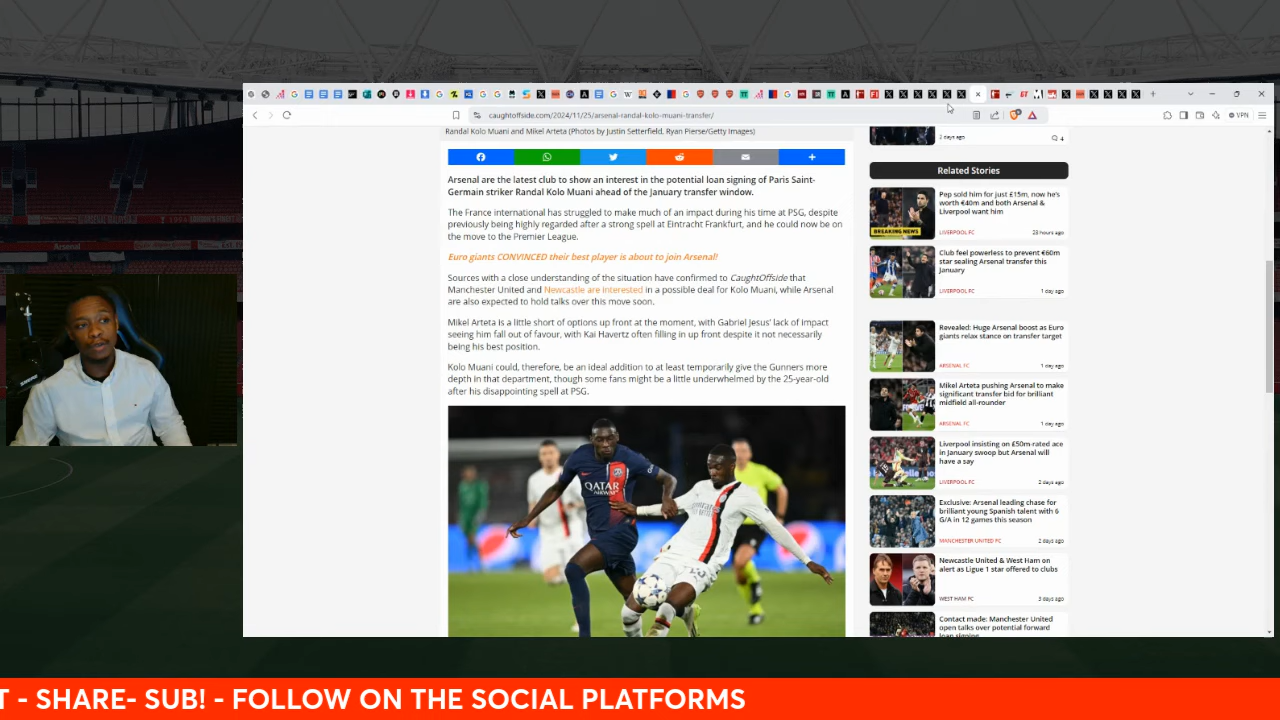 VPN
caughtoffside.com/2024/11/25/arsenal-randal-kolo-muani-transfer/
Randal Kolo Muani and Mikel Arteta (Photos by Justin Setterfield, Ryan Pierse/Getty Images)
Arsenal are the latest club to show an interest in the potential loan signing of Paris Saint-
Germain striker Randal Kolo Muani ahead of the January transfer window.
The France international has struggled to make much of an impact during his time at PSG, despite
previously being highly regarded after a strong spell at Eintracht Frankfurt, and he could now be on
the move to the Premier League.
Euro giants CONVINCED their best player is about to join Arsenal!
Sources with a close understanding of the situation have confirmed to CaughtOffside that
Manchester United and Newcastle are interested in a possible deal for Kolo Muani, while Arsenal
are also expected to hold talks over this move soon.
Mikel Arteta is a little short of options up front at the moment, with Gabriel Jesus' lack of impact
seeing him fall out of favour, with Kai Havertz often filling in up front despite it not necessarily
being his best position.
Kolo Muani could, therefore, be an ideal addition to at least temporarily give the Gunners more
depth in that department, though some fans might be a little underwhelmed by the 25-year-old
after his disappointing spell at PSG.
QATAR
2 days ago
4
Related Stories
Pep sold him for just £15m, now he's
worth €40m and both Arsenal &
Liverpool want him
BREAKING NEWS
LIVERPOOL FC
23 hours ago
Club feel powerless to prevent €60m
star sealing Arsenal transfer this
January
LIVERPOOL FC
1 day ago
Revealed: Huge Arsenal boost as Euro
giants relax stance on transfer target
ARSENAL FC
1 day ago
Mikel Arteta pushing Arsenal to make
significant transfer bid for brilliant
midfield all-rounder
ARSENAL FC
1 day ago
Liverpool insisting on £50m-rated ace
in January swoop but Arsenal will
have a say
LIVERPOOL FC
2 days ago
Exclusive: Arsenal leading chase for
brilliant young Spanish talent with 6
G/A in 12 games this season
MANCHESTER UNITED FC
2 days ago
Newcastle United & West Ham on
alert as Ligue 1 star offered to clubs
WEST HAM FC
3 days ago
Contact made: Manchester United
open talks over potential forward
loan signing
T - SHARE- SUB! - FOLLOW ON THE SOCIAL PLATFORMS